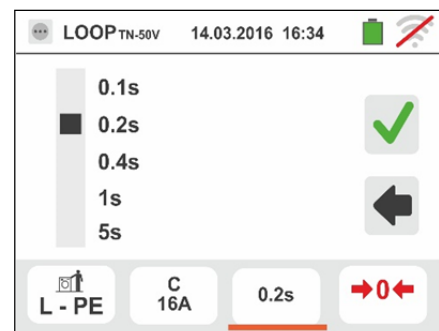 LOOP TN-50V 14.03.2016 16:34
0.1s
0.2s
0.4s
1s
5s
L - PE
C
16A
0.2s
→0←